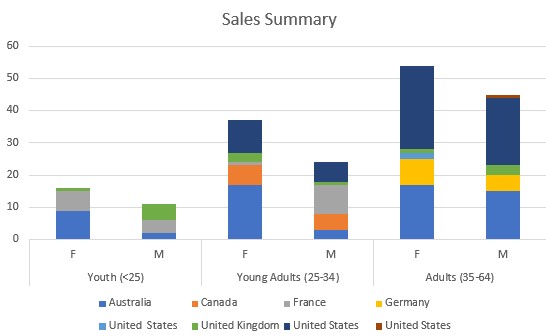 Sales Summary
60
50
40
30
20
10
0
F M F M F M
Youth (<25) Young Adults (25-34) Adults (35-64)
Australia Canada France Germany
United  States United Kingdom United States United States